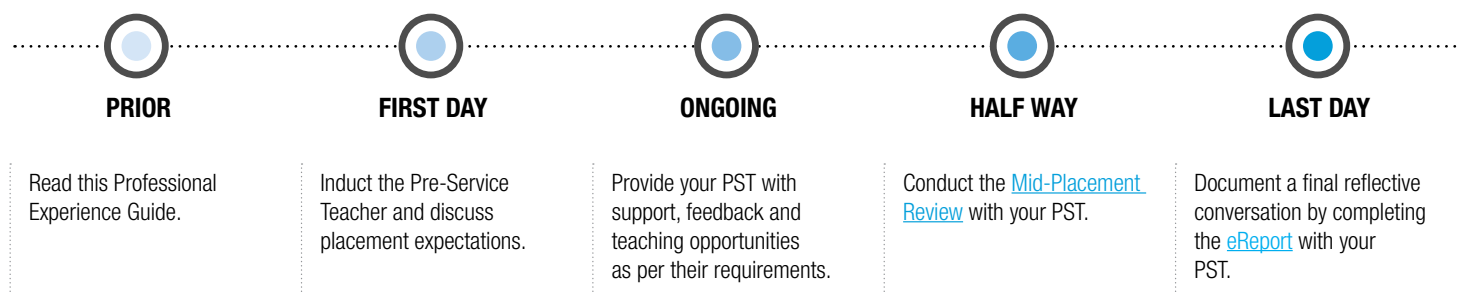 PRIOR
Read this Professional
Experience Guide.
FIRST DAY
Induct the Pre-Service
Teacher and discuss
placement expectations.
ONGOING
Provide your PST with
support, feedback and
teaching opportunities
as per their requirements.
HALF WAY
Conduct the Mid-Placement
Review with your PST.
LAST DAY
Document a final reflective
conversation by completing
the eReport with your
PST.